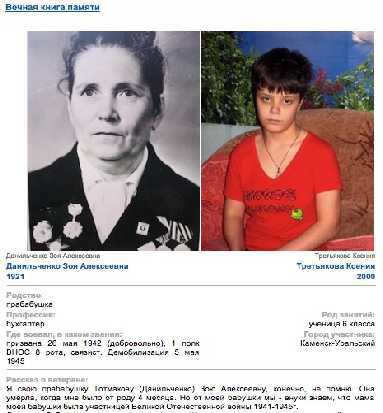 Вечная книга памяти
Данильченко Зоя Алексеевна
Третьякова Ксения
Данильченко Зоя Алексеевна
Третьякова Ксения
1921
2000
Родство:
прабабушка
Профессия:
бухгалтер
Род занятий:
ученица 6 класса
Где воевал, в каком звании:
призвана 20 мая 1942 (добровольно), 1 полк
ВНОС 8 рота, связист. Демобилизация 5 мая
1945
Город участника:
Каменск-Уральский
Рассказ о ветеране:
Я свою прабабушку (Данильченко) Зою Алексеевну, конечно, не помню. Она
умерла, когда мне было от роду 4 месяца. Но от моей бабушки мы - внуки знаем, что мама
моей бабушки была участницей Великой Отечественной войны 1941-1945г.